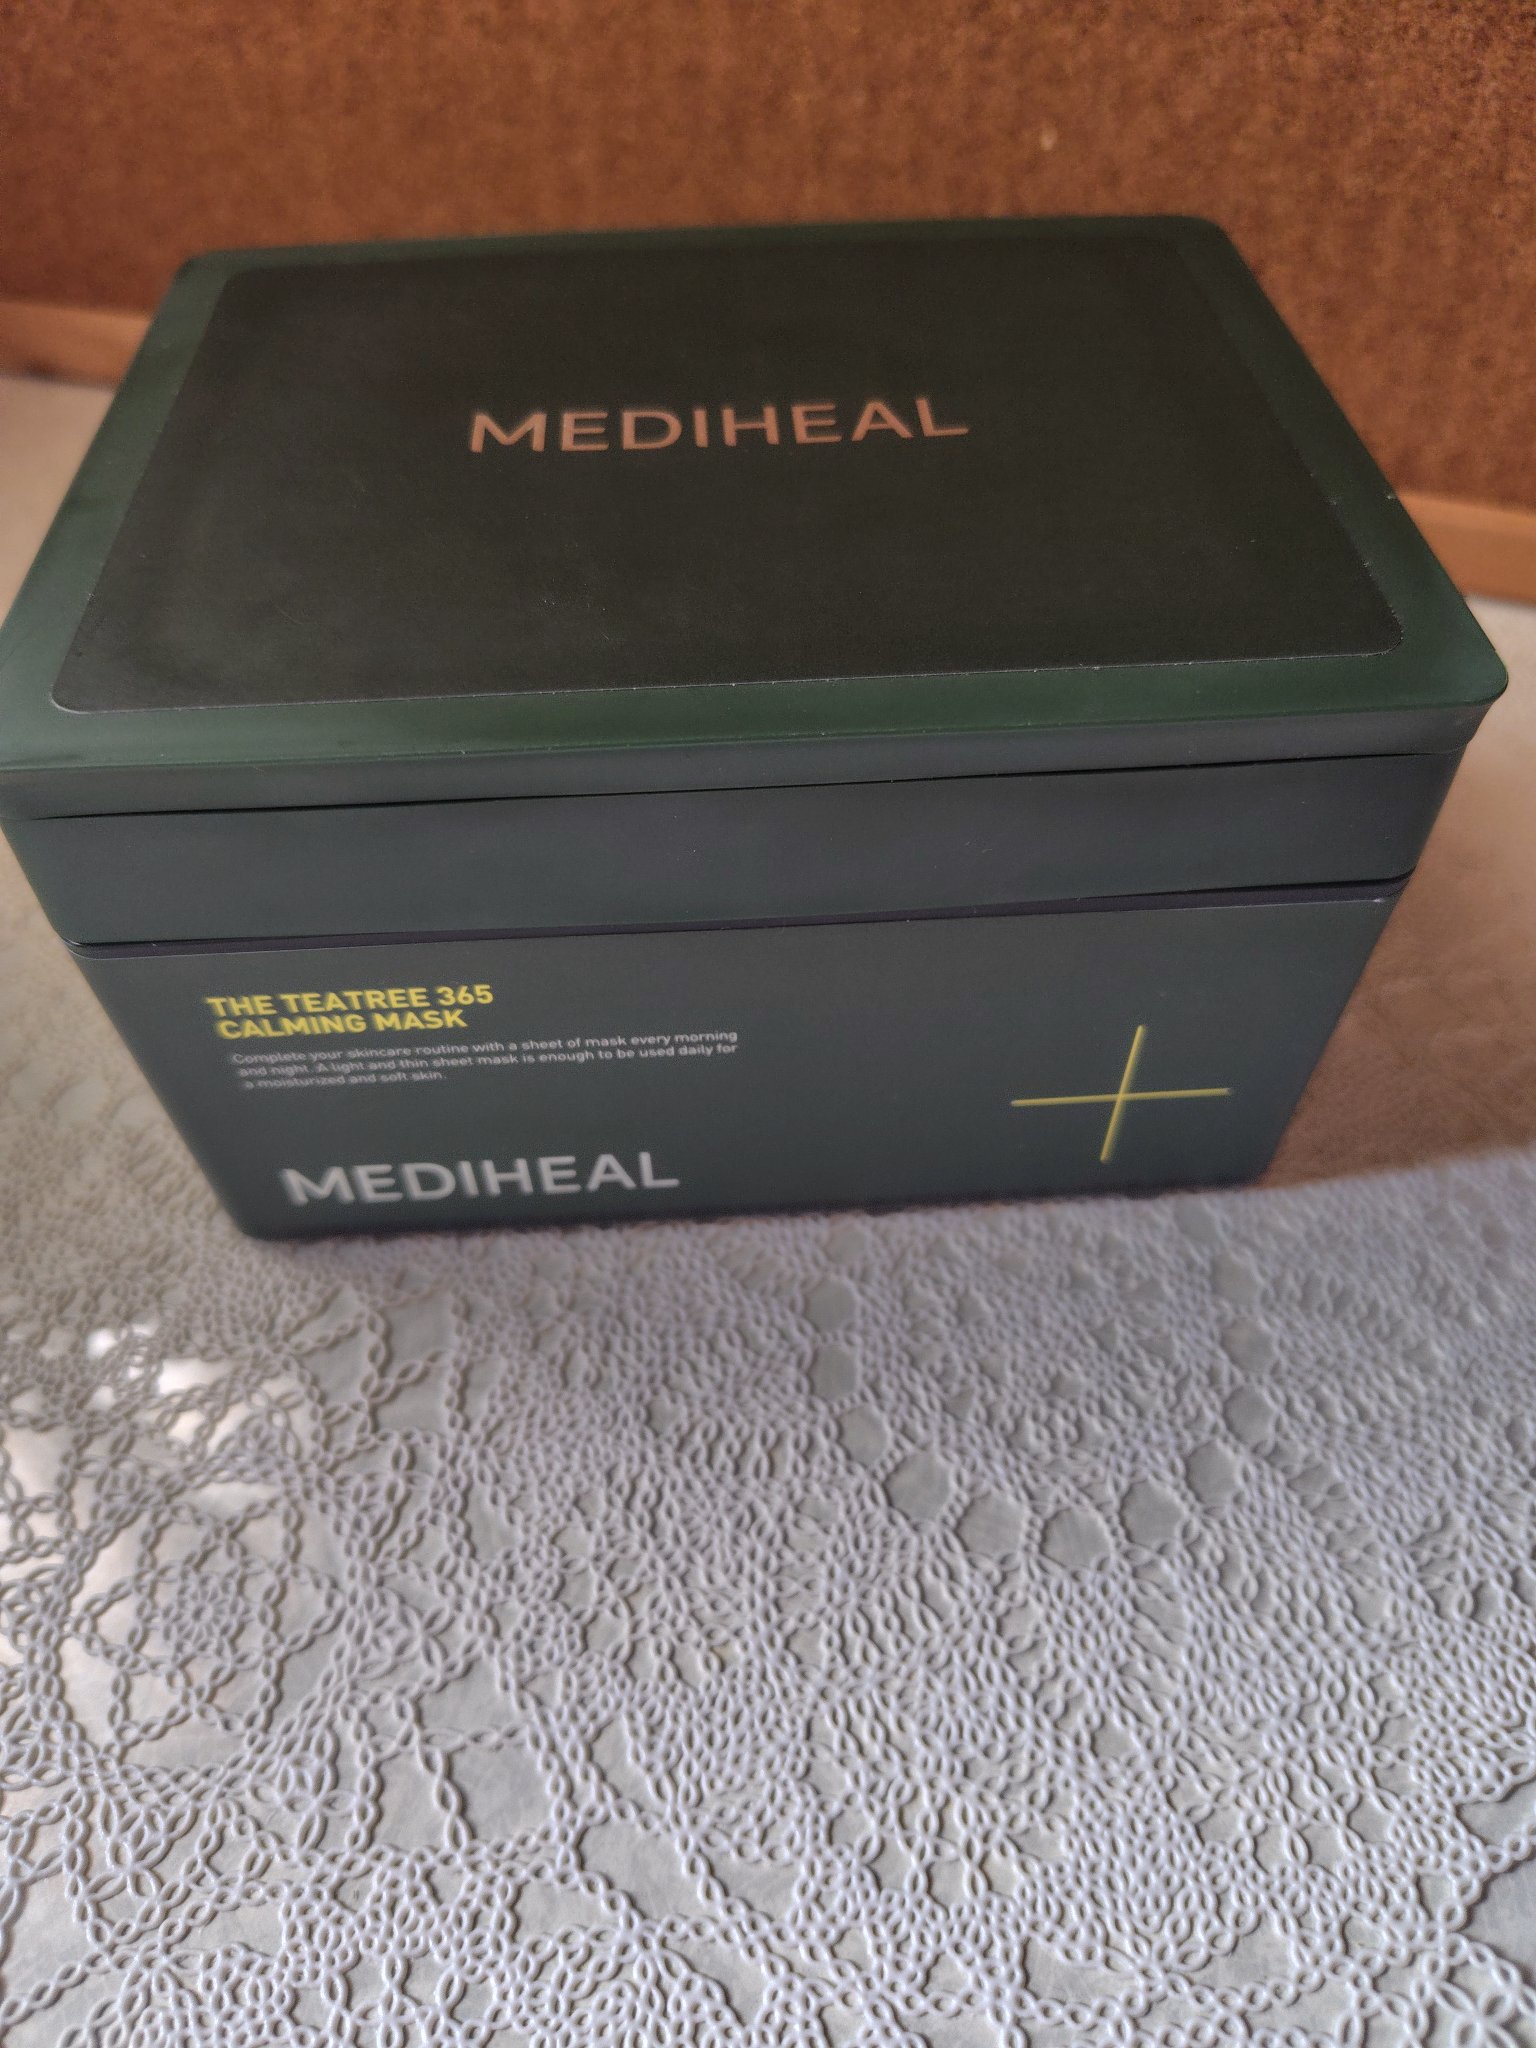 MEDIHEAL
THE TEATREE 365
CALMING MASK
Complete your skincare routine with a sheet of mask every morning
and night. A light and thin sheet mask is enough to be used daily for
a moisturized and soft skin.
MEDIHEAL